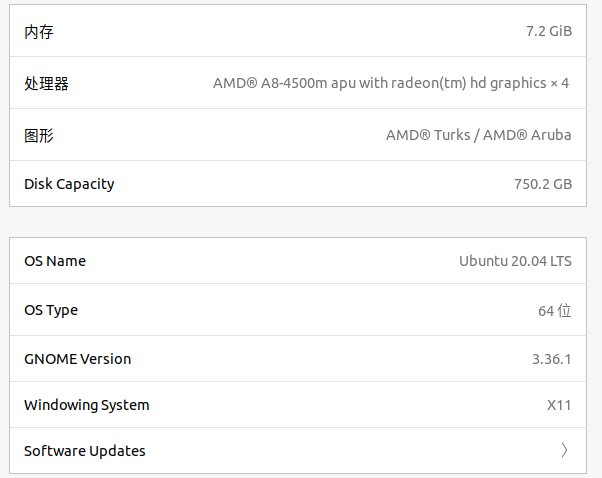 内存 7.2 GiB
处理器 AMD® A8-4500m apu with radeon(tm) hd graphics × 4
图形 AMD® Turks / AMD® Aruba
Disk Capacity 750.2 GB
OS Name Ubuntu 20.04 LTS
OS Type 64 位
GNOME Version 3.36.1
Windowing System X11
Software Updates